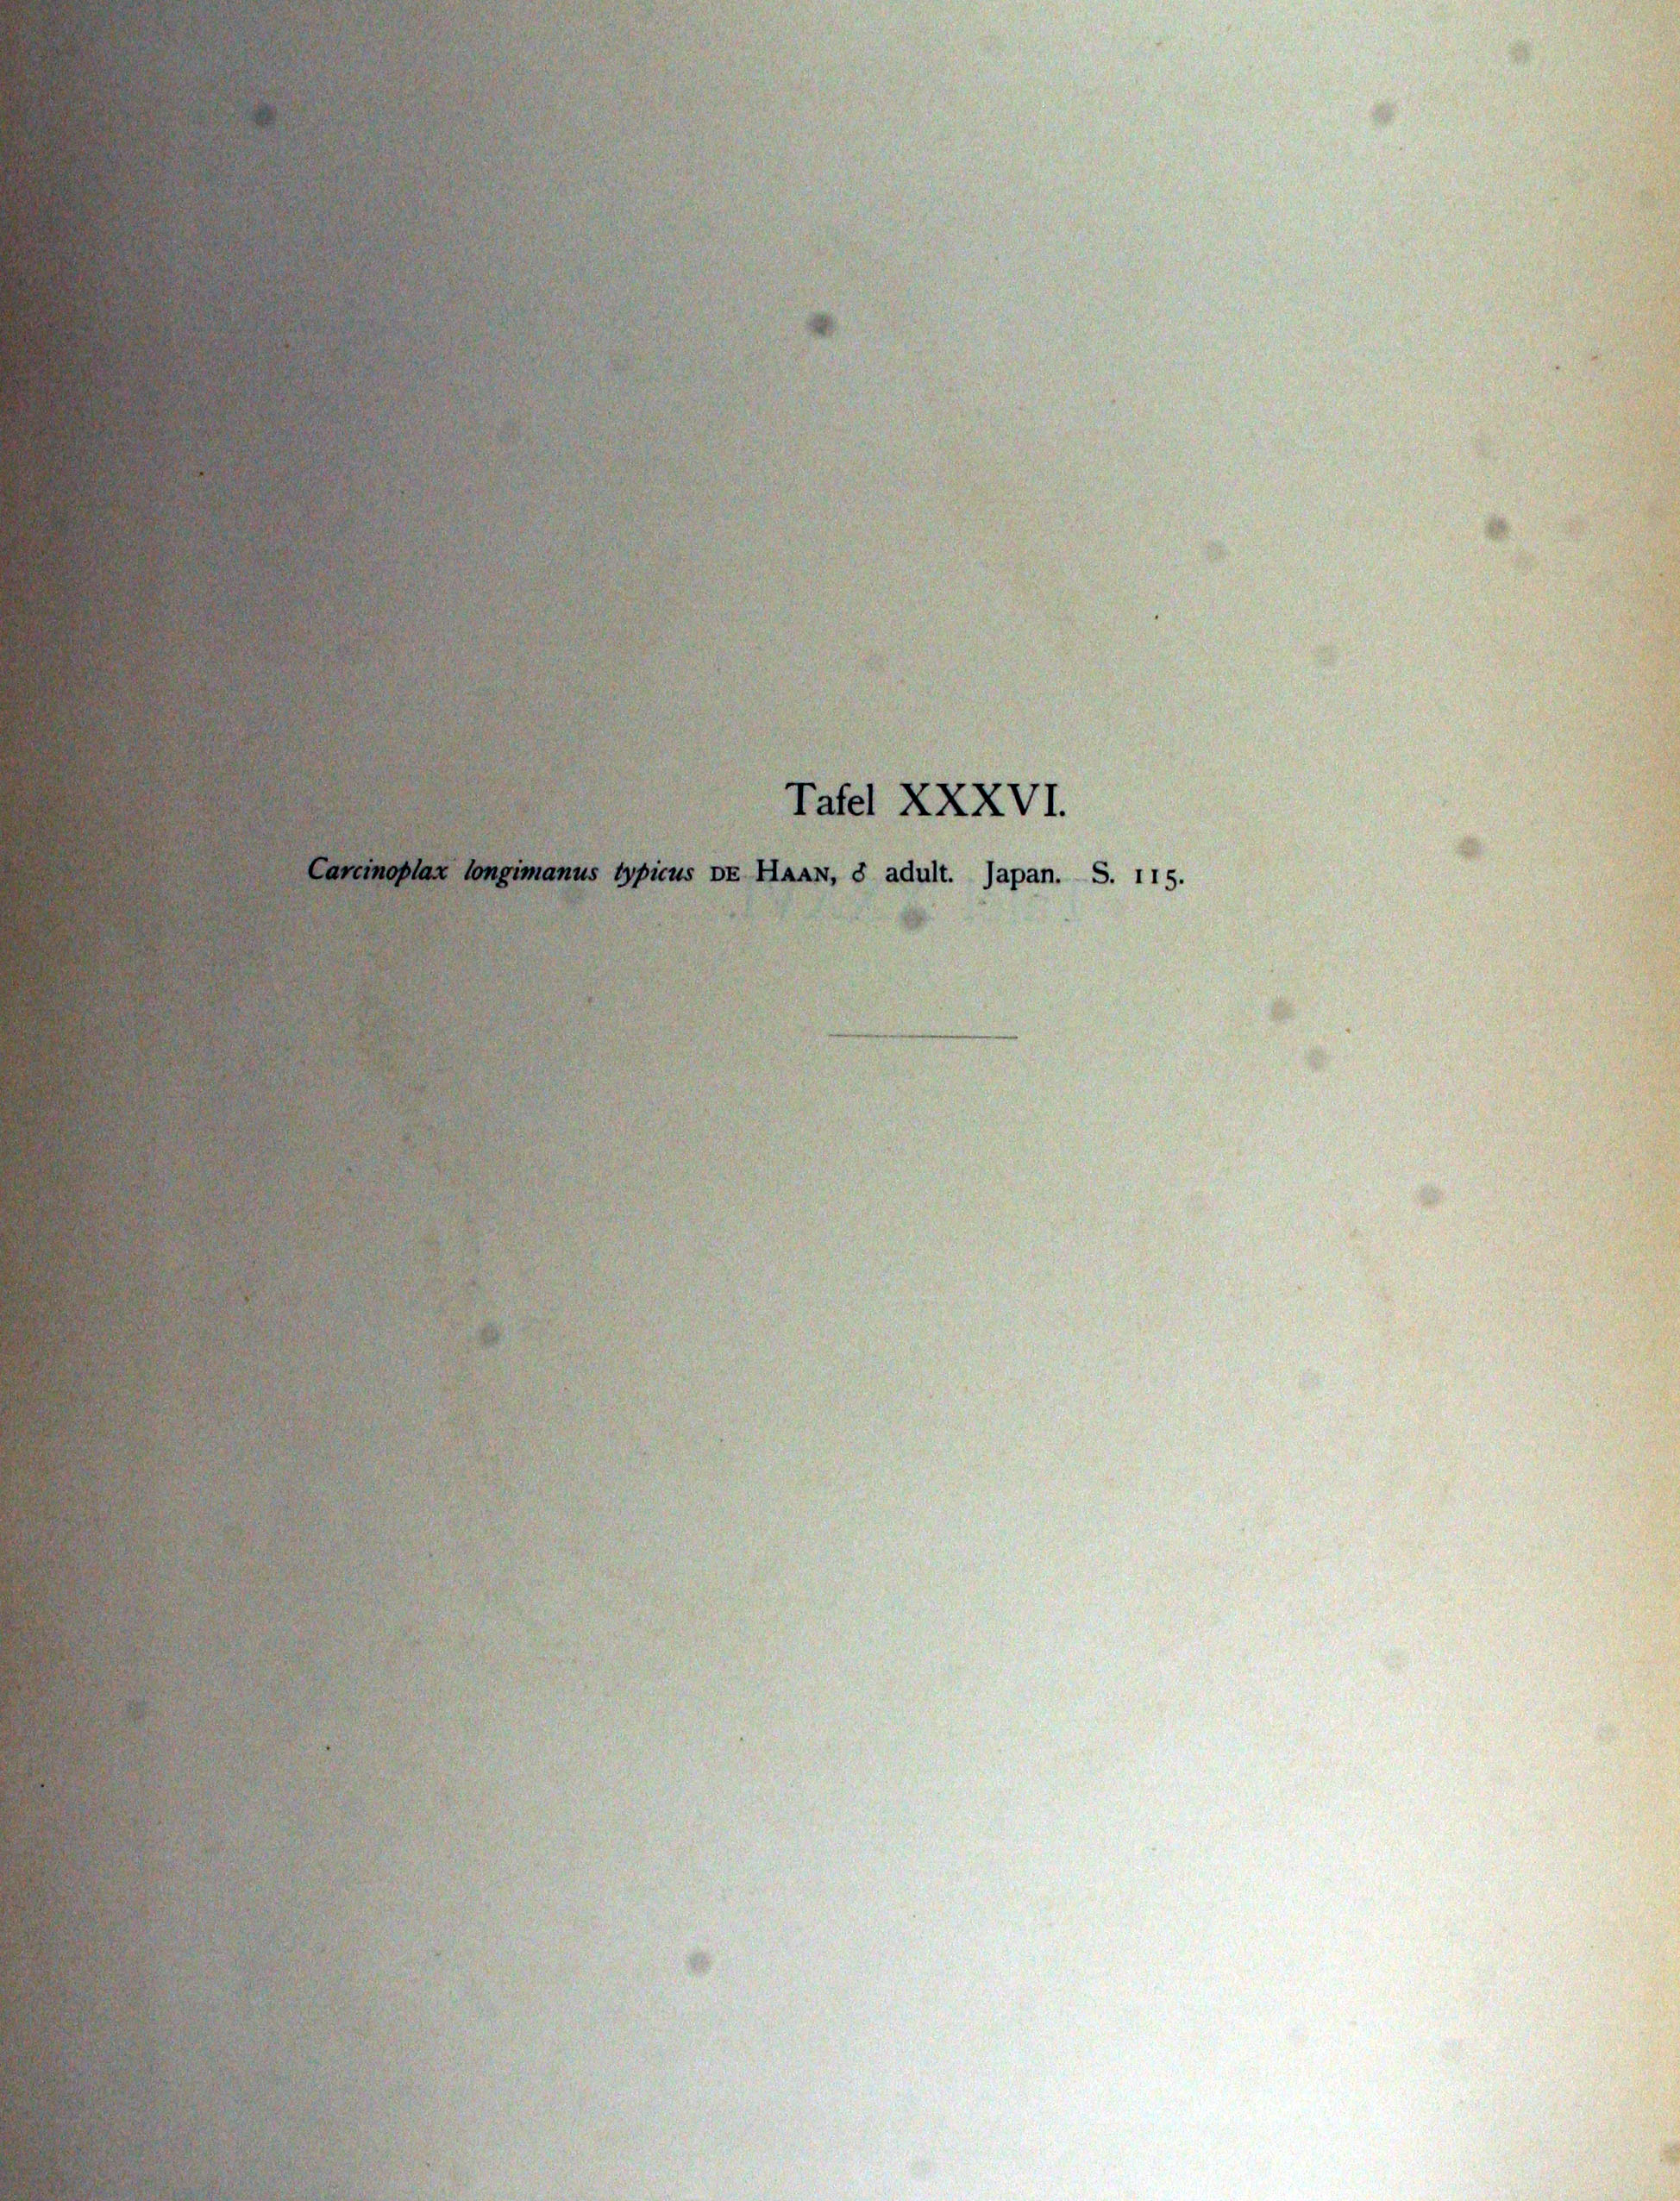 Tafel XXXVI.
Carcinoplax longimanus typicus DE HAAN, ♂ adult. Japan. S. 115.